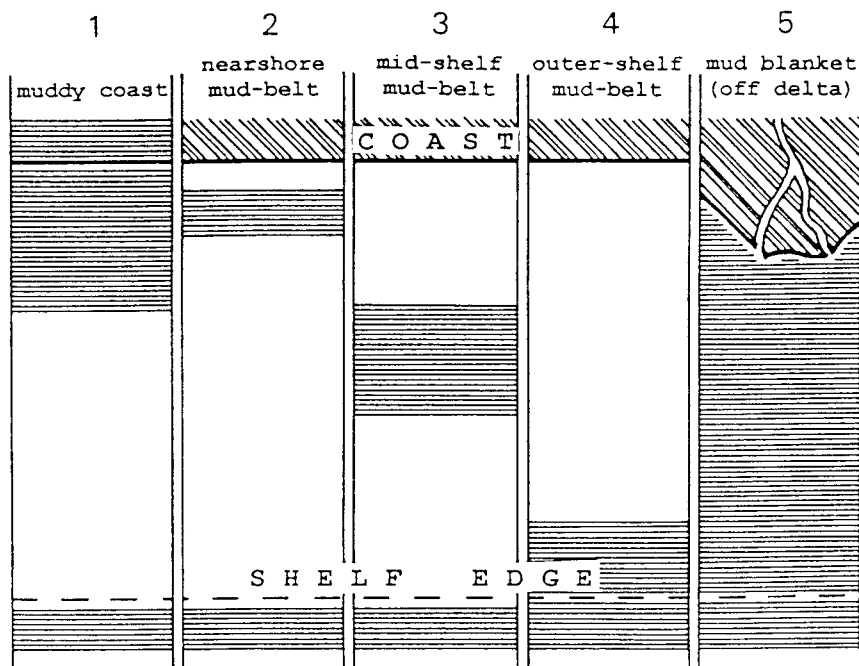 1 2 3 4 5
muddy coast
nearshore
mud-belt
mid-shelf
mud-belt
outer-shelf
mud-belt
mud blanket
(off delta)
COAST
SHELF EDGE